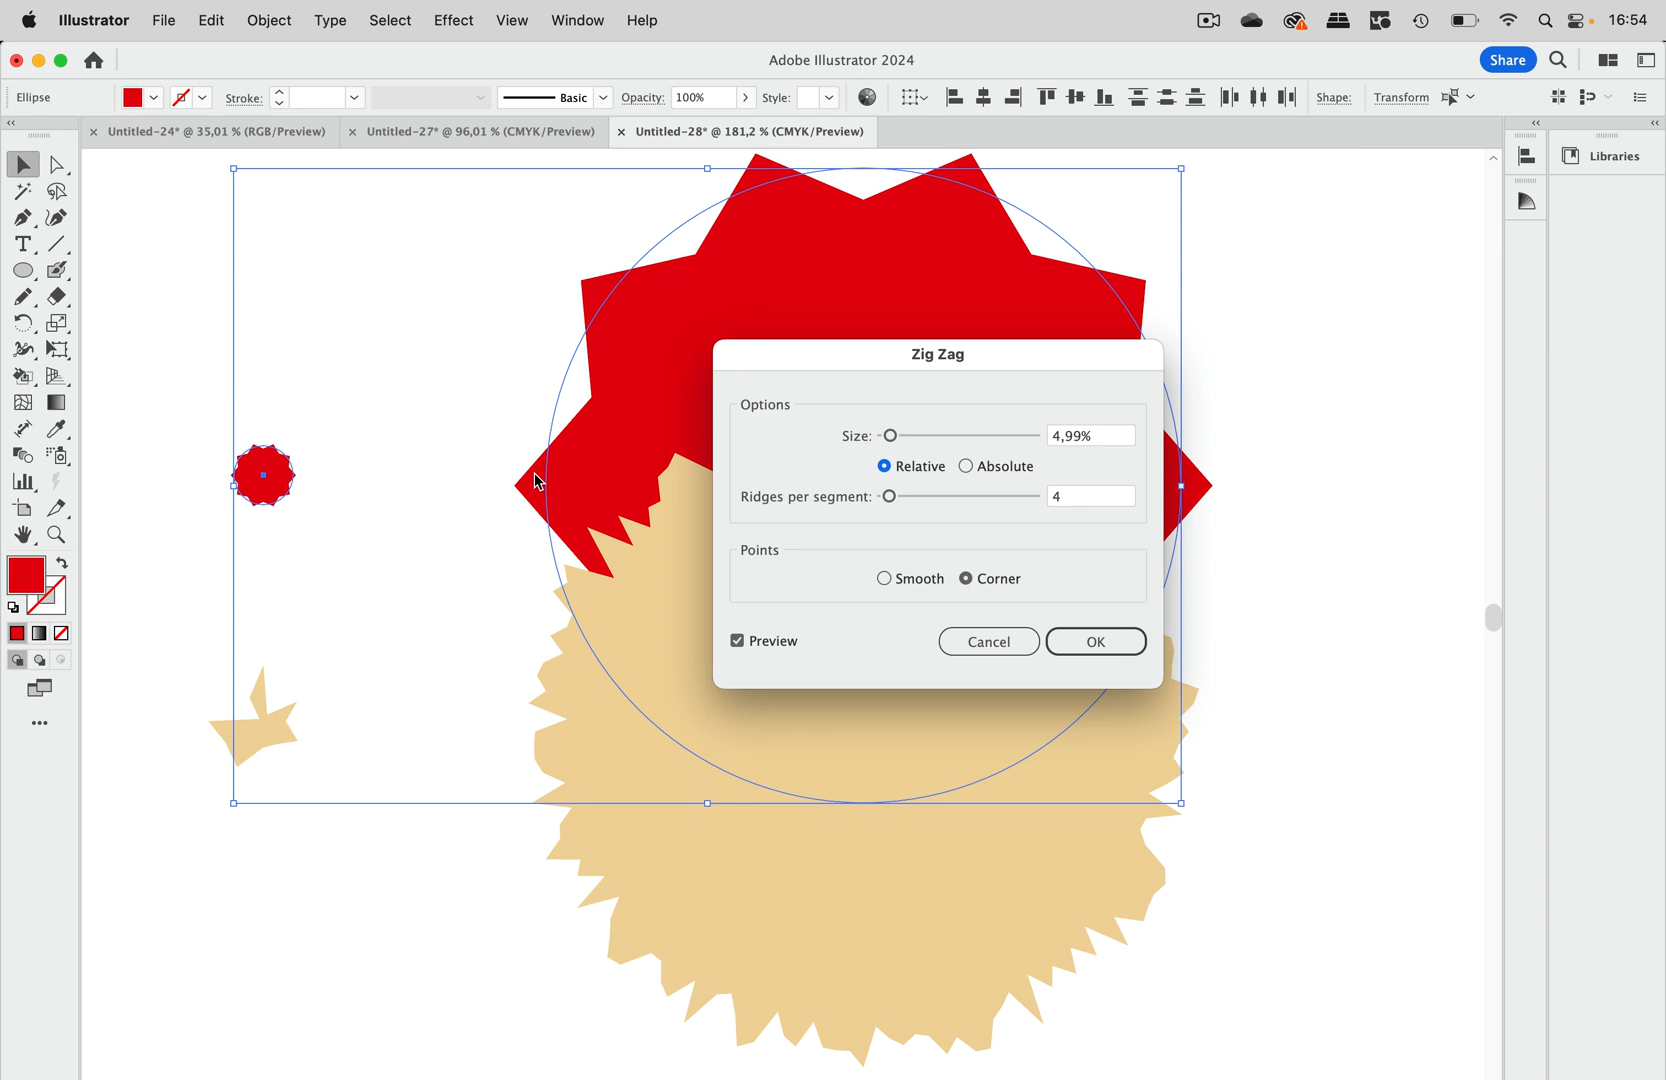 Illustrator File Edit Object Type Select Effect View Window Help 16:54
Adobe Illustrator 2024 Share
Ellipse Stroke: Basic Opacity: 100% Style: Shape: Transform
Untitled-24* @ 35,01 % (RGB/Preview) Untitled-27* @ 96,01 % (CMYK/Preview) Untitled-28* @ 181,2 % (CMYK/Preview)
Libraries
Zig Zag
Options
Size: 4,99%
Relative Absolute
Ridges per segment: 4
Points
Smooth Corner
Preview Cancel OK